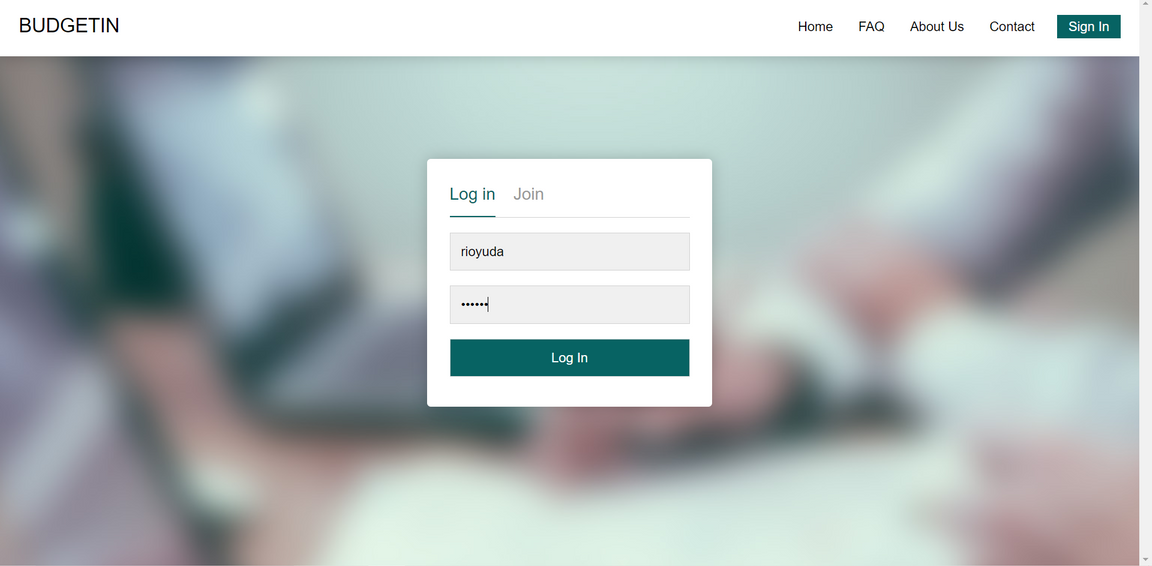 BUDGETIN
Home FAQ About Us Contact Sign In
Log in Join
rioyuda
••••••
Log In